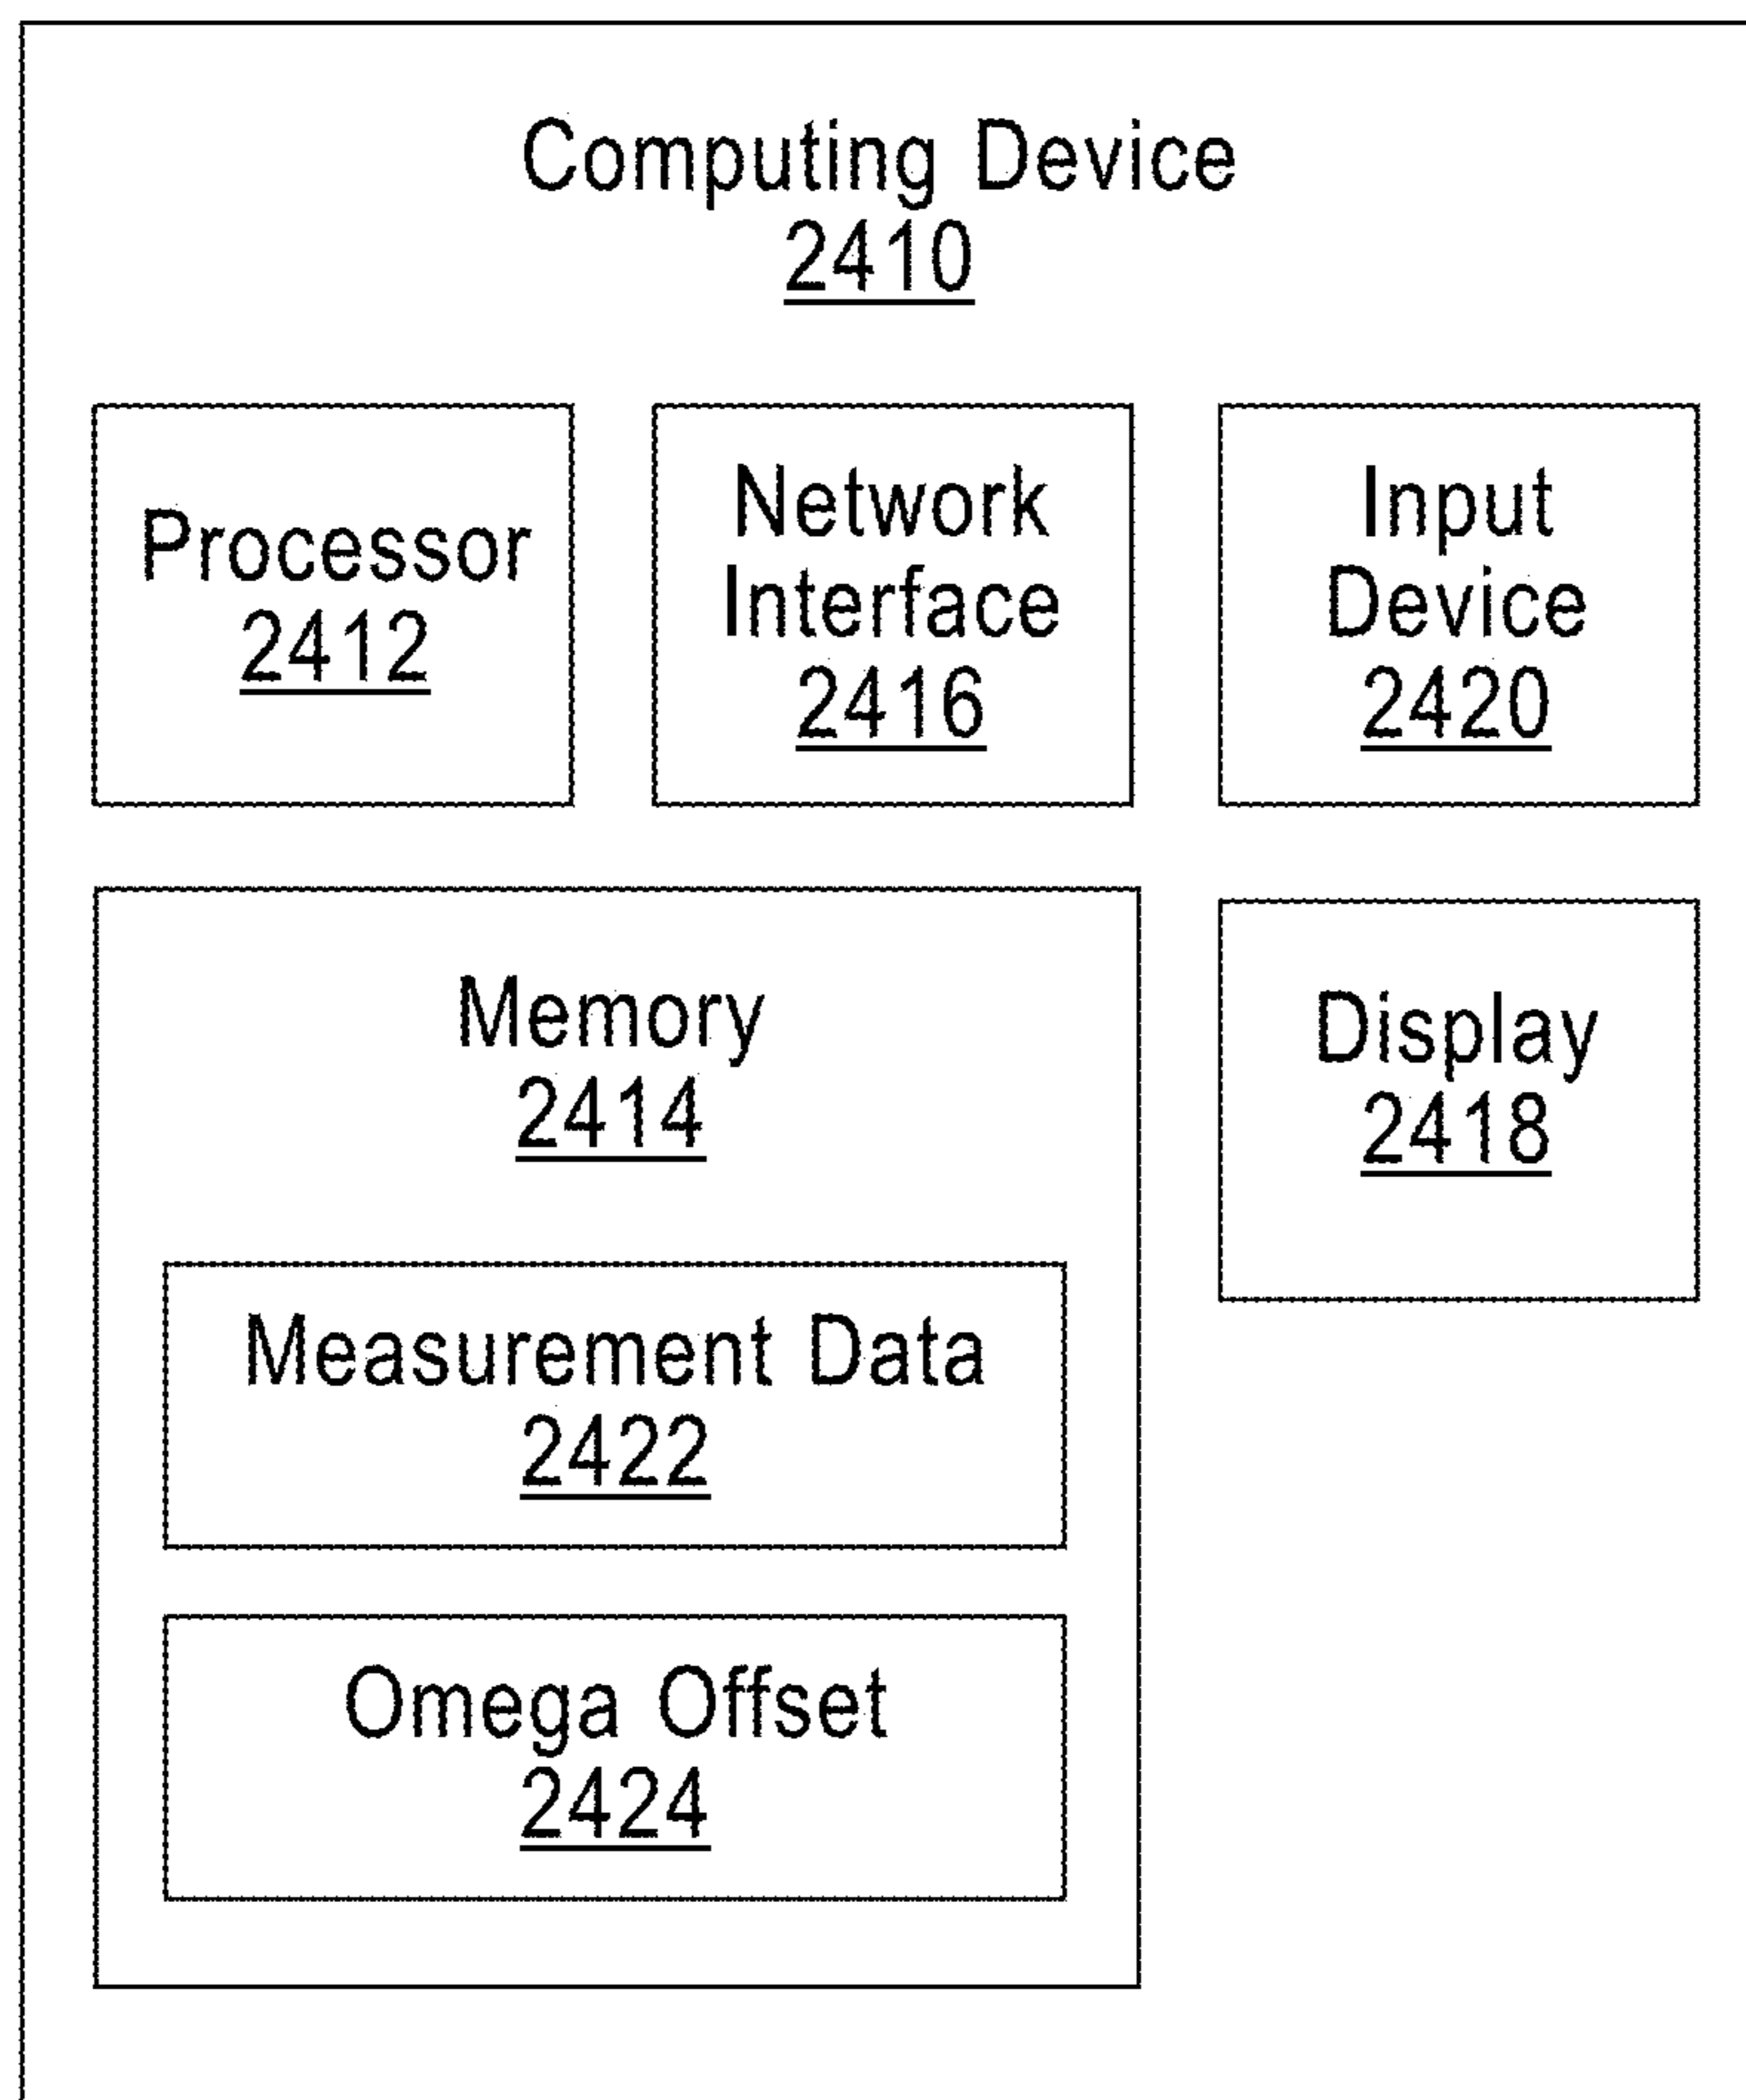 Computing Device
2410
Processor
2412
Network
Interface
2416
Input
Device
2420
Memory
2414
Display
2418
Measurement Data
2422
Omega Offset
2424